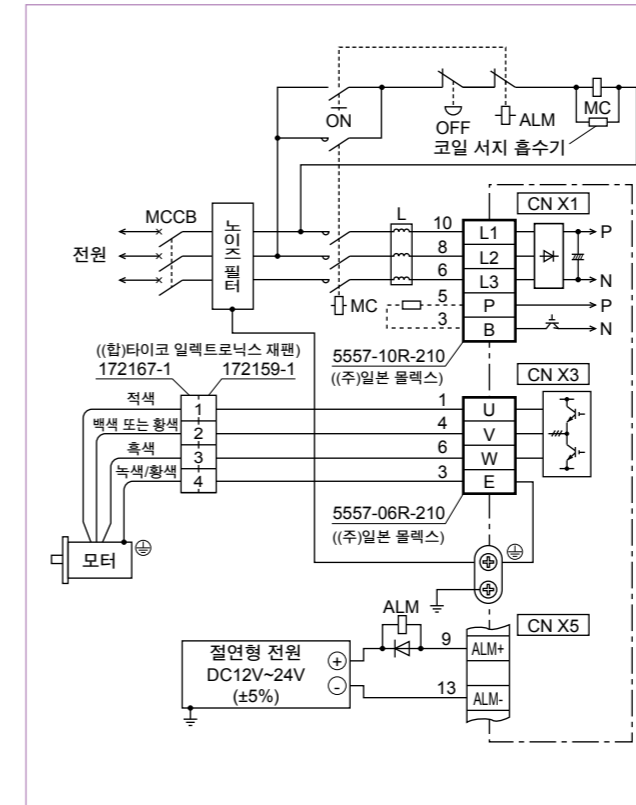 ON
OFF
ALM
MC
코일 서지 흡수기
MCCB
전원
노이즈 필터
L
MC
CN X1
10
L1
8
L2
6
L3
5
P
3
B
P
N
P
N
5557-10R-210
((주)일본 몰렉스)
((합)타이코 일렉트로닉스 재팬)
172167-1
172159-1
적색
백색 또는 황색
흑색
녹색/황색
1
2
3
4
모터
CN X3
1
U
4
V
6
W
3
E
5557-06R-210
((주)일본 몰렉스)
ALM
CN X5
절연형 전원
DC12V~24V
(±5%)
+
-
9
ALM+
13
ALM-